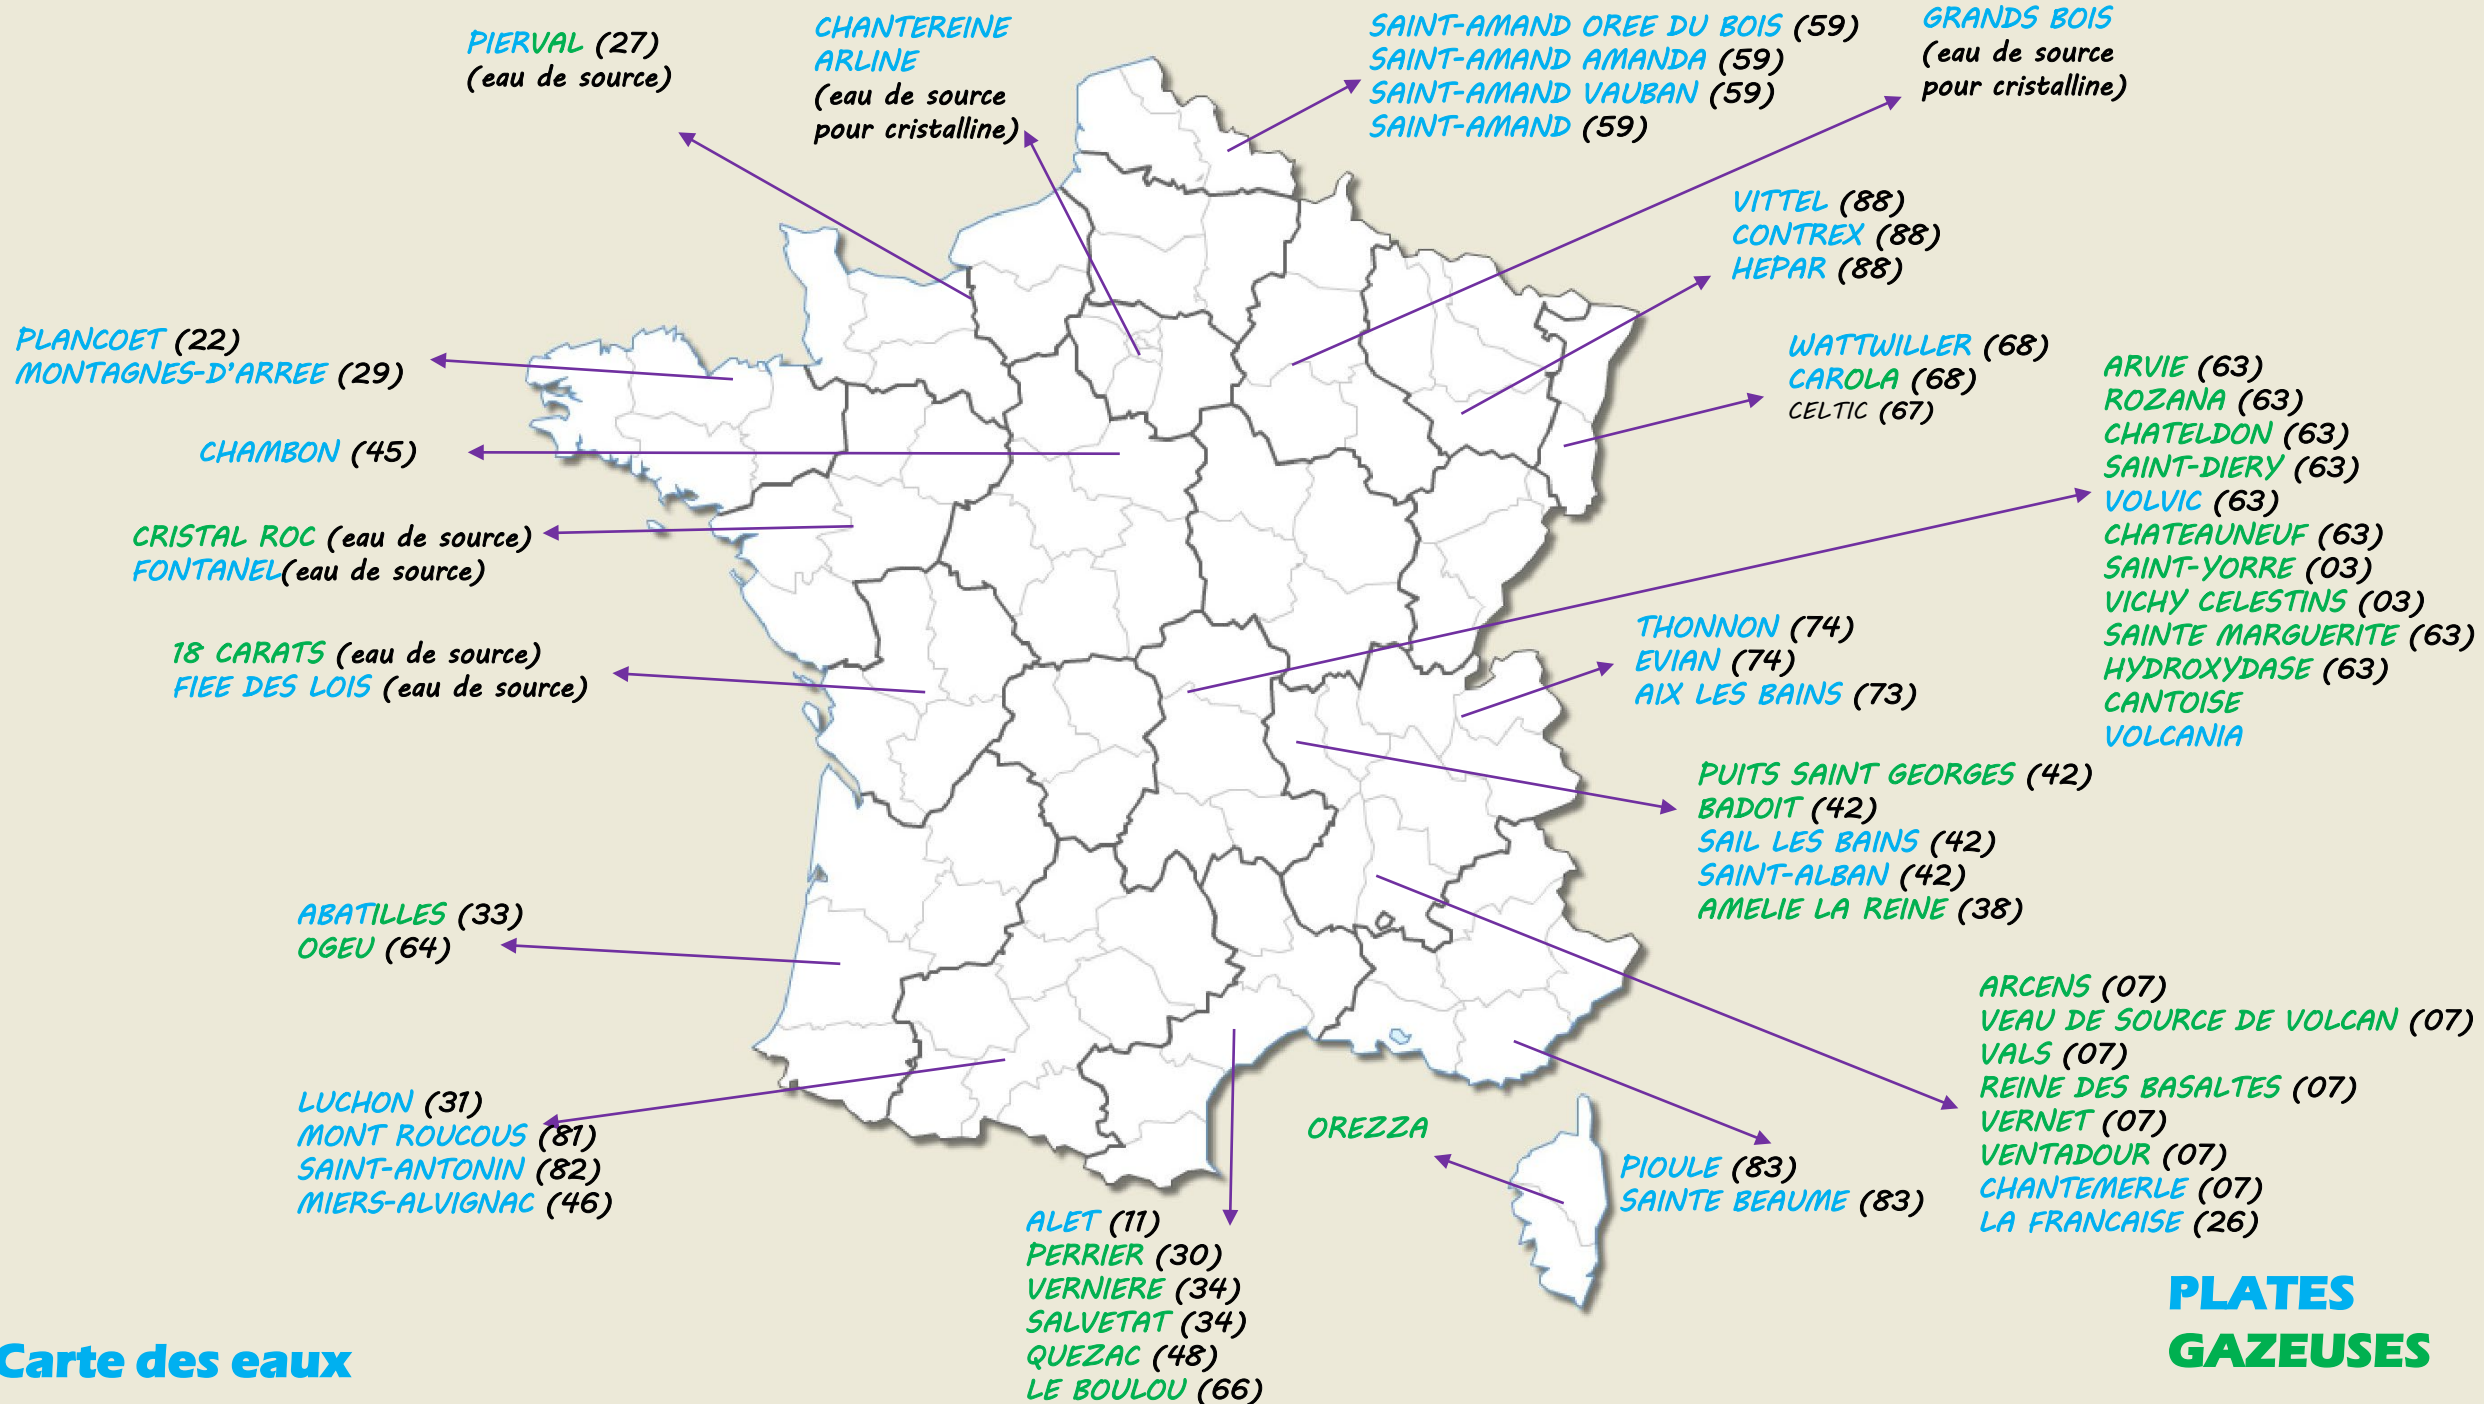 PIERVAL (27)
(eau de source)
CHANTEREINE
ARLINE
(eau de source
pour cristalline)
SAINT-AMAND OREE DU BOIS (59)
SAINT-AMAND AMANDA (59)
SAINT-AMAND VAUBAN (59)
SAINT-AMAND (59)
GRANDS BOIS
(eau de source
pour cristalline)
VITTEL (88)
CONTREX (88)
HEPAR (88)
PLANCOET (22)
MONTAGNES-D'ARREE (29)
WATTWILLER (68)
CAROLA (68)
CELTIC (67)
ARVIE (63)
ROZANA (63)
CHATELDON (63)
SAINT-DIERY (63)
VOLVIC (63)
CHATEAUNEUF (63)
SAINT-YORRE (03)
VICHY CELESTINS (03)
SAINTE MARGUERITE (63)
HYDROXYDASE (63)
CANTOISE
VOLCANIA
CHAMBON (45)
CRISTAL ROC (eau de source)
FONTANEL(eau de source)
18 CARATS (eau de source)
FIEE DES LOIS (eau de source)
THONNON (74)
EVIAN (74)
AIX LES BAINS (73)
PUITS SAINT GEORGES (42)
BADOIT (42)
SAIL LES BAINS (42)
SAINT-ALBAN (42)
AMELIE LA REINE (38)
ABATILLES (33)
OGEU (64)
ARCENS (07)
VEAU DE SOURCE DE VOLCAN (07)
VALS (07)
REINE DES BASALTES (07)
VERNET (07)
VENTADOUR (07)
CHANTEMERLE (07)
LA FRANCAISE (26)
LUCHON (31)
MONT ROUCOUS (81)
SAINT-ANTONIN (82)
MIERS-ALVIGNAC (46)
OREZZA
PIOULE (83)
SAINTE BEAUME (83)
ALET (11)
PERRIER (30)
VERNIERE (34)
SALVETAT (34)
QUEZAC (48)
LE BOULOU (66)
PLATES
GAZEUSES
Carte des eaux